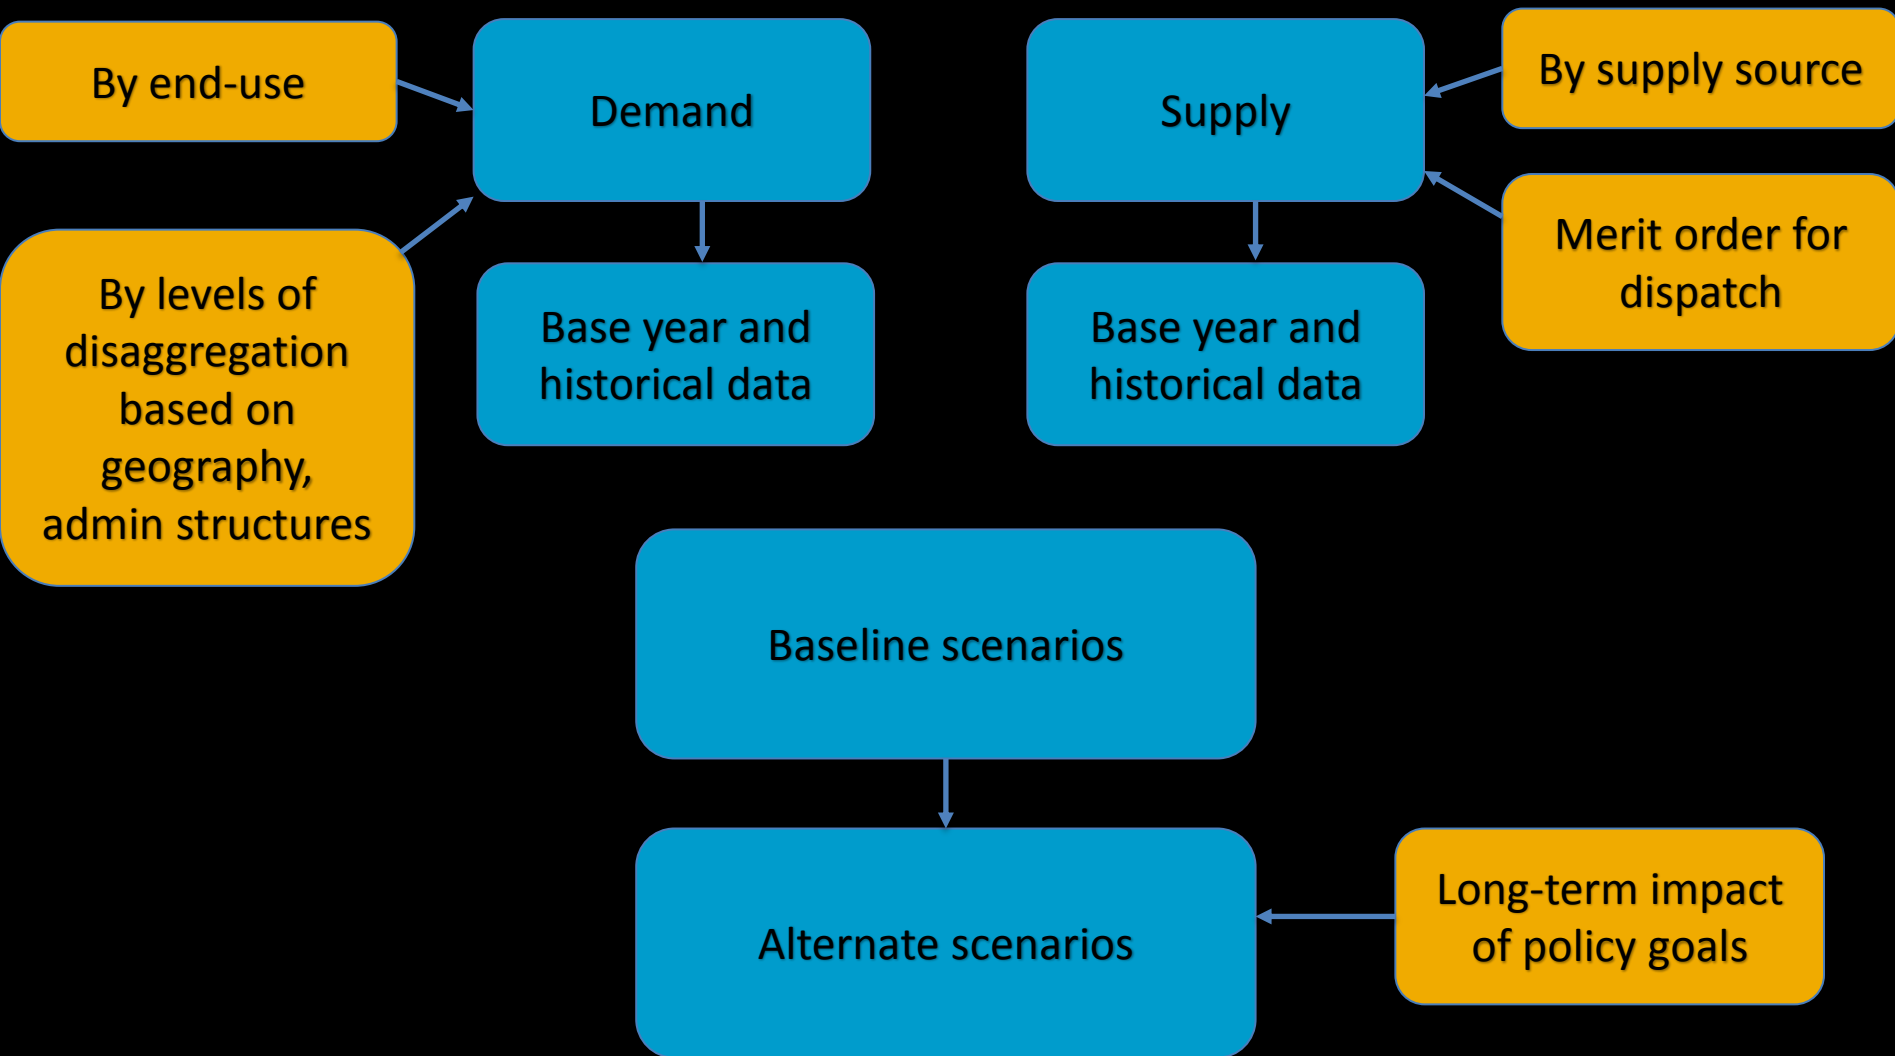 By end-use
Demand
Supply
By supply source
By levels of
disaggregation
based on
geography,
admin structures
Base year and
historical data
Base year and
historical data
Merit order for
dispatch
Baseline scenarios
Alternate scenarios
Long-term impact
of policy goals